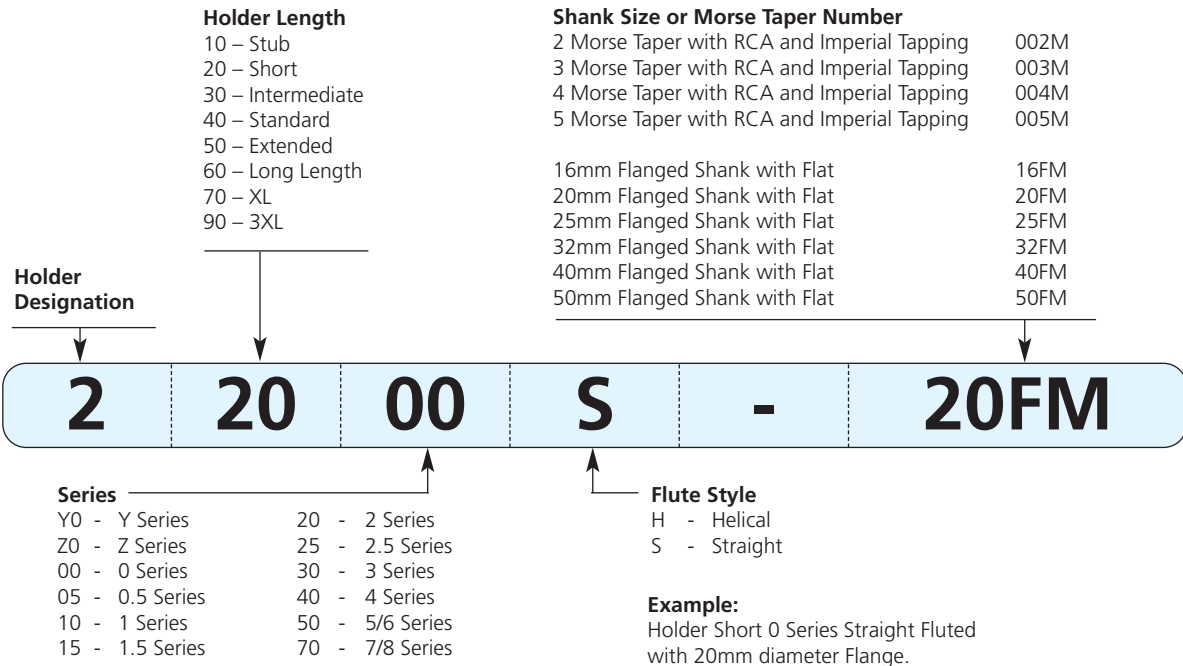 Holder Length
10 – Stub
20 – Short
30 – Intermediate
40 – Standard
50 – Extended
60 – Long Length
70 – XL
90 – 3XL
Shank Size or Morse Taper Number
2 Morse Taper with RCA and Imperial Tapping 002M
3 Morse Taper with RCA and Imperial Tapping 003M
4 Morse Taper with RCA and Imperial Tapping 004M
5 Morse Taper with RCA and Imperial Tapping 005M
16mm Flanged Shank with Flat 16FM
20mm Flanged Shank with Flat 20FM
25mm Flanged Shank with Flat 25FM
32mm Flanged Shank with Flat 32FM
40mm Flanged Shank with Flat 40FM
50mm Flanged Shank with Flat 50FM
Holder
Designation
2 20 00 S - 20FM
Series
Y0 - Y Series
Z0 - Z Series
00 - 0 Series
05 - 0.5 Series
10 - 1 Series
15 - 1.5 Series
20 - 2 Series
25 - 2.5 Series
30 - 3 Series
40 - 4 Series
50 - 5/6 Series
70 - 7/8 Series
Flute Style
H - Helical
S - Straight
Example:
Holder Short 0 Series Straight Fluted
with 20mm diameter Flange.